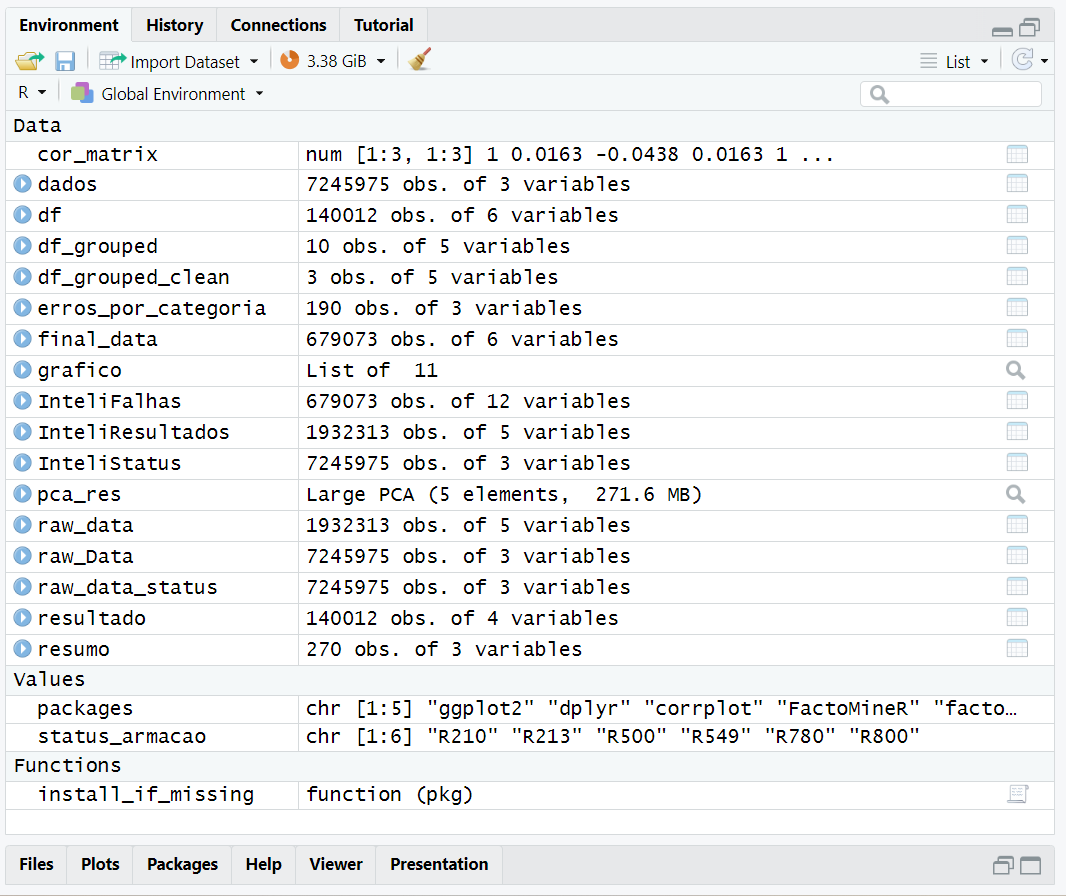 Environment History Connections Tutorial
Import Dataset 3.38 GiB List
R Global Environment
Data
cor_matrix num [1:3, 1:3] 1 0.0163 -0.0438 0.0163 1 ...
dados 7245975 obs. of 3 variables
df 140012 obs. of 6 variables
df_grouped 10 obs. of 5 variables
df_grouped_clean 3 obs. of 5 variables
erros_por_categoria 190 obs. of 3 variables
final_data 679073 obs. of 6 variables
grafico List of  11
InteliFalhas 679073 obs. of 12 variables
InteliResultados 1932313 obs. of 5 variables
InteliStatus 7245975 obs. of 3 variables
pca_res Large PCA (5 elements,  271.6 MB)
raw_data 1932313 obs. of 5 variables
raw_Data 7245975 obs. of 3 variables
raw_data_status 7245975 obs. of 3 variables
resultado 140012 obs. of 4 variables
resumo 270 obs. of 3 variables
Values
packages chr [1:5] "ggplot2" "dplyr" "corrplot" "FactoMineR" "facto…
status_armacao chr [1:6] "R210" "R213" "R500" "R549" "R780" "R800"
Functions
install_if_missing function (pkg)
Files Plots Packages Help Viewer Presentation